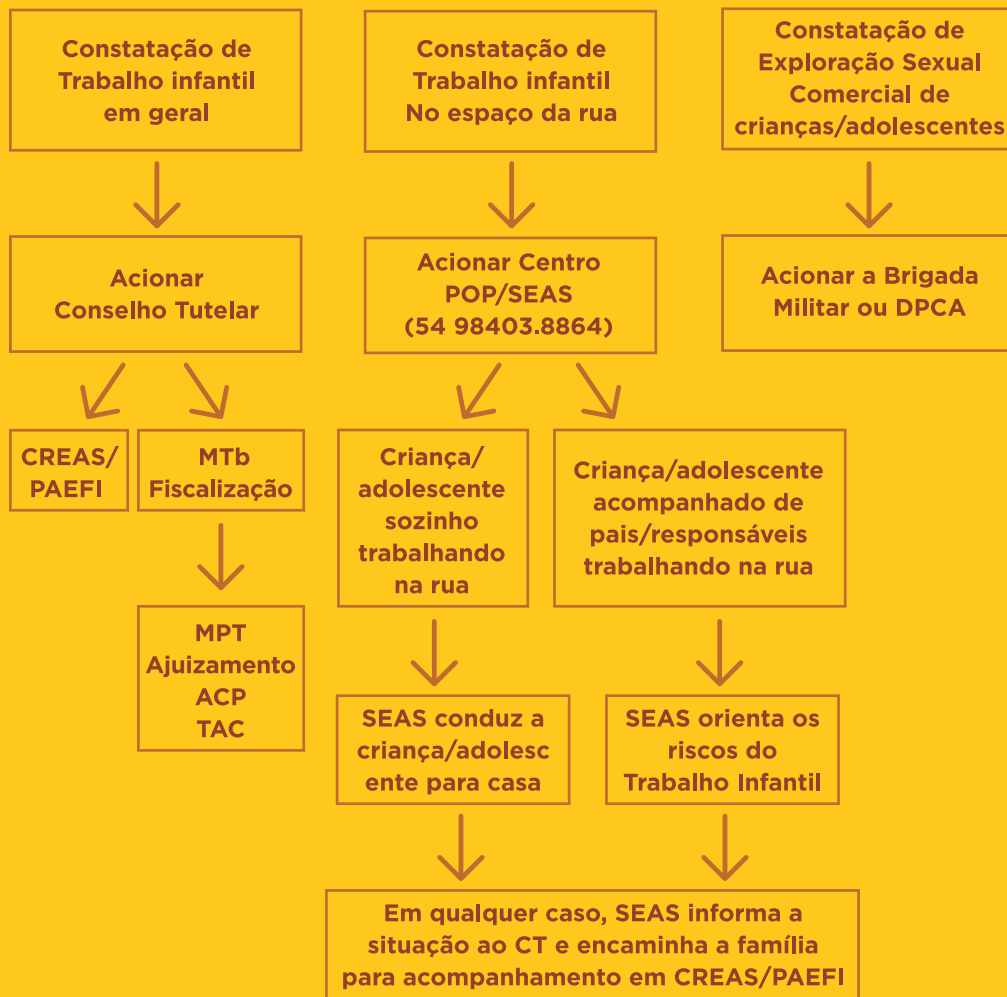 Constatação de
Trabalho infantil
em geral
Constatação de
Trabalho infantil
No espaço da rua
Constatação de
Exploração Sexual
Comercial de
crianças/adolescentes
Acionar
Conselho Tutelar
Acionar Centro
POP/SEAS
(54 98403.8864)
Acionar a Brigada
Militar ou DPCA
CREAS/
PAEFI
MTb
Fiscalização
Criança/
adolescente
sozinho
trabalhando
na rua
Criança/adolescente
acompanhado de
pais/responsáveis
trabalhando na rua
MPT
Ajuizamento
ACP
TAC
SEAS conduz a
criança/adolesc
ente para casa
SEAS orienta os
riscos do
Trabalho Infantil
Em qualquer caso, SEAS informa a
situação ao CT e encaminha a família
para acompanhamento em CREAS/PAEFI